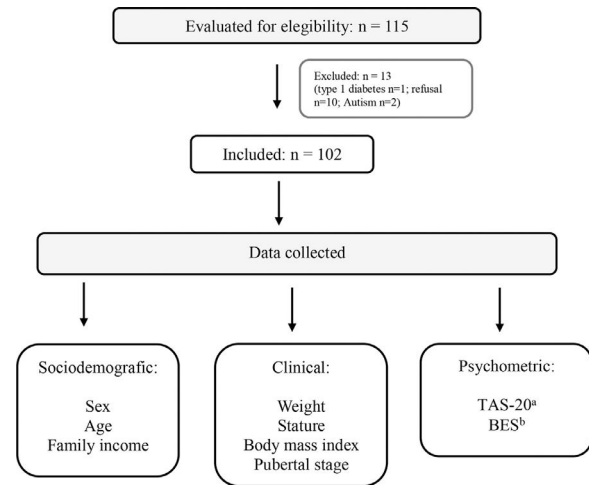 Evaluated for elegibility: n = 115
Excluded: n = 13
(type 1 diabetes n=1; refusal
n=10; Autism n=2)
Included: n = 102
Data collected
Sociodemografic:
Sex
Age
Family income
Clinical:
Weight
Stature
Body mass index
Pubertal stage
Psychometric:
TAS-20ᵃ
BESᵇ